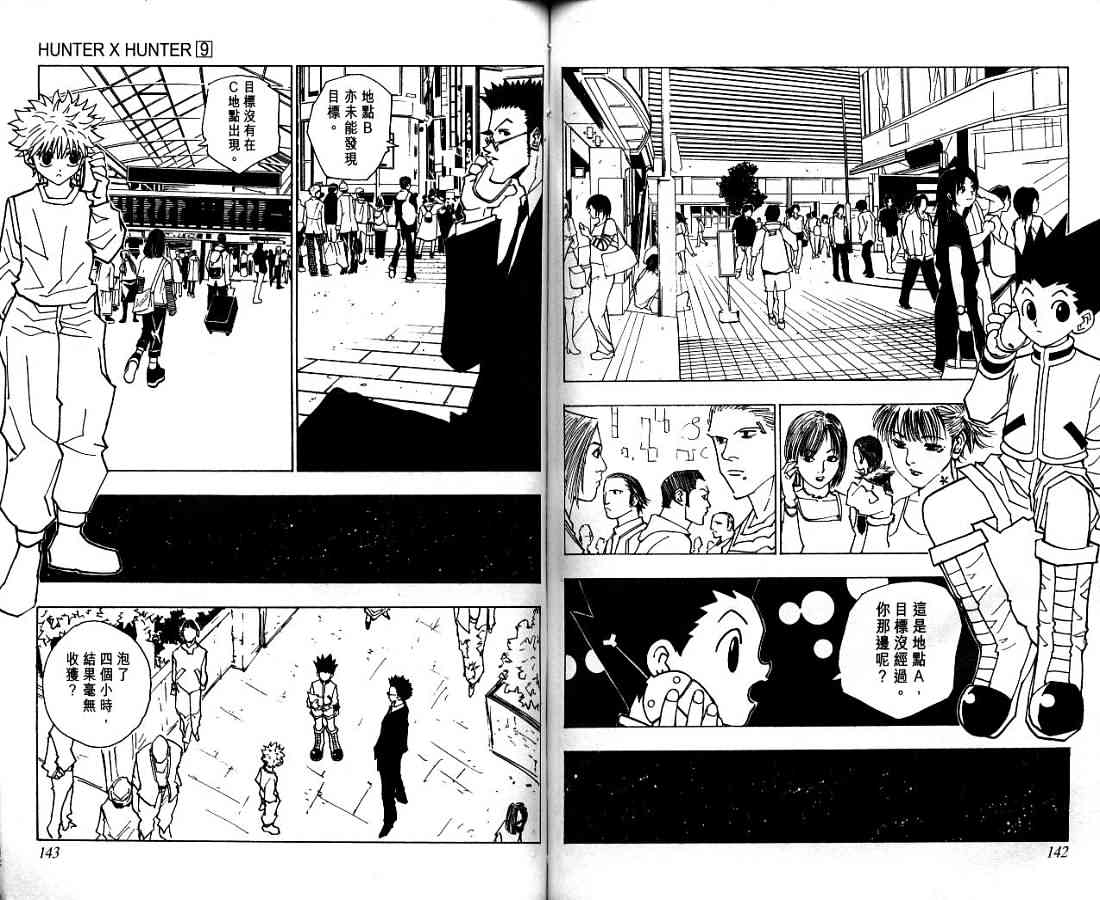 HUNTER X HUNTER 9
這是地點A，
目標沒經過。
你那邊呢？
142
地點B
亦未能發現
目標。
目標沒有在
C地點出現。
泡了
四個小時，
結果毫無
收獲？
143